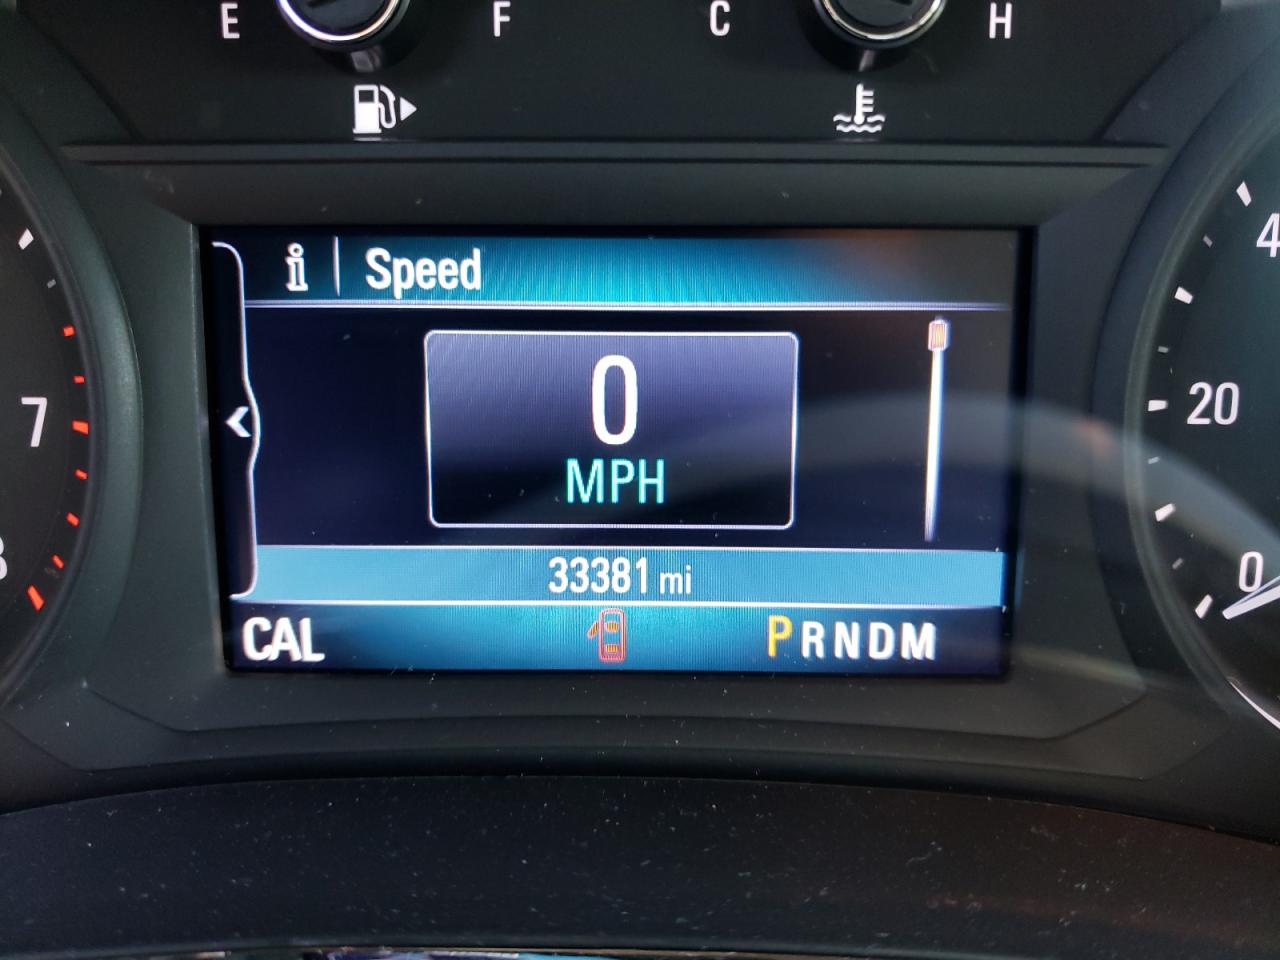 E F C H
i Speed
4
7
0
20
MPH
33381 mi
0
CAL PRNDM